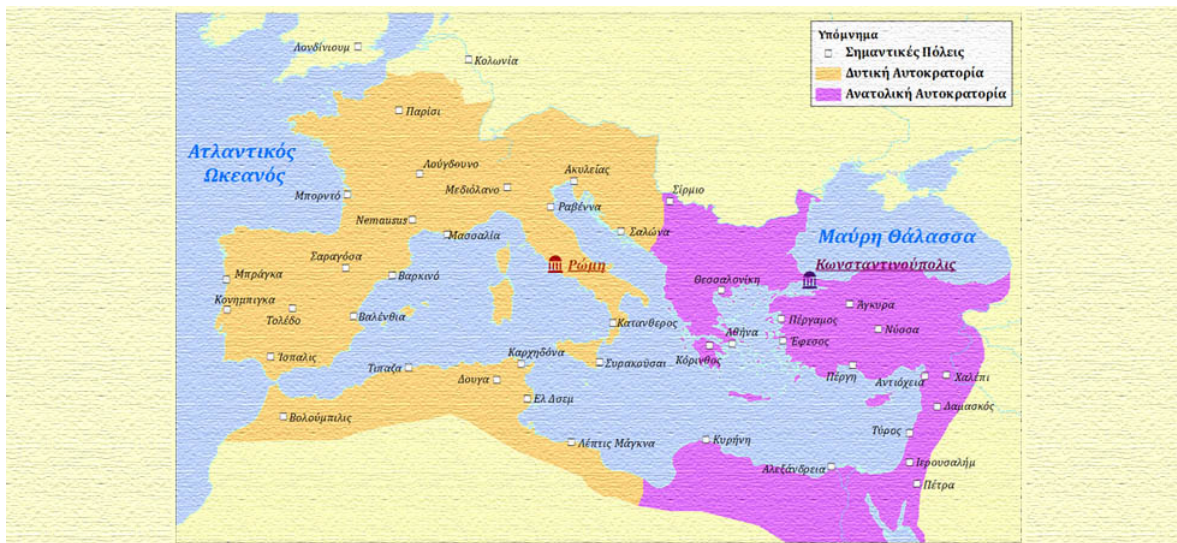 Υπόμνημα
Σημαντικές Πόλεις
Δυτική Αυτοκρατορία
Ανατολική Αυτοκρατορία
Λονδίνιουμ
Κολωνία
Παρίσι
Ατλαντικός
Ωκεανός
Λούγδουνο
Ακυλείας
Μεδιόλανο
Μπορντό
Ραβέννα
Σίρμιο
Nemausus
Μασσαλία
Σαλώνα
Μαύρη Θάλασσα
Σαραγόσα
Ρώμη
Κωνσταντινούπολις
Μπράγκα
Βαρκινό
Θεσσαλονίκη
Κονημπιγκα
Τολέδο
Βαλένθια
Κατανθερος
Άγκυρα
Πέργαμος
Νύσσα
Αθήνα
Έφεσος
Ίσπαλις
Καρχηδόνα
Συρακούσαι
Κόρινθος
Τιπαζα
Δουγα
Πέργη
Αντιόχεια
Χαλέπι
Ελ Δσεμ
Δαμασκός
Βολούμπιλις
Τύρος
Λέπτις Μάγκνα
Κυρήνη
Αλεξάνδρεια
Ιερουσαλήμ
Πέτρα